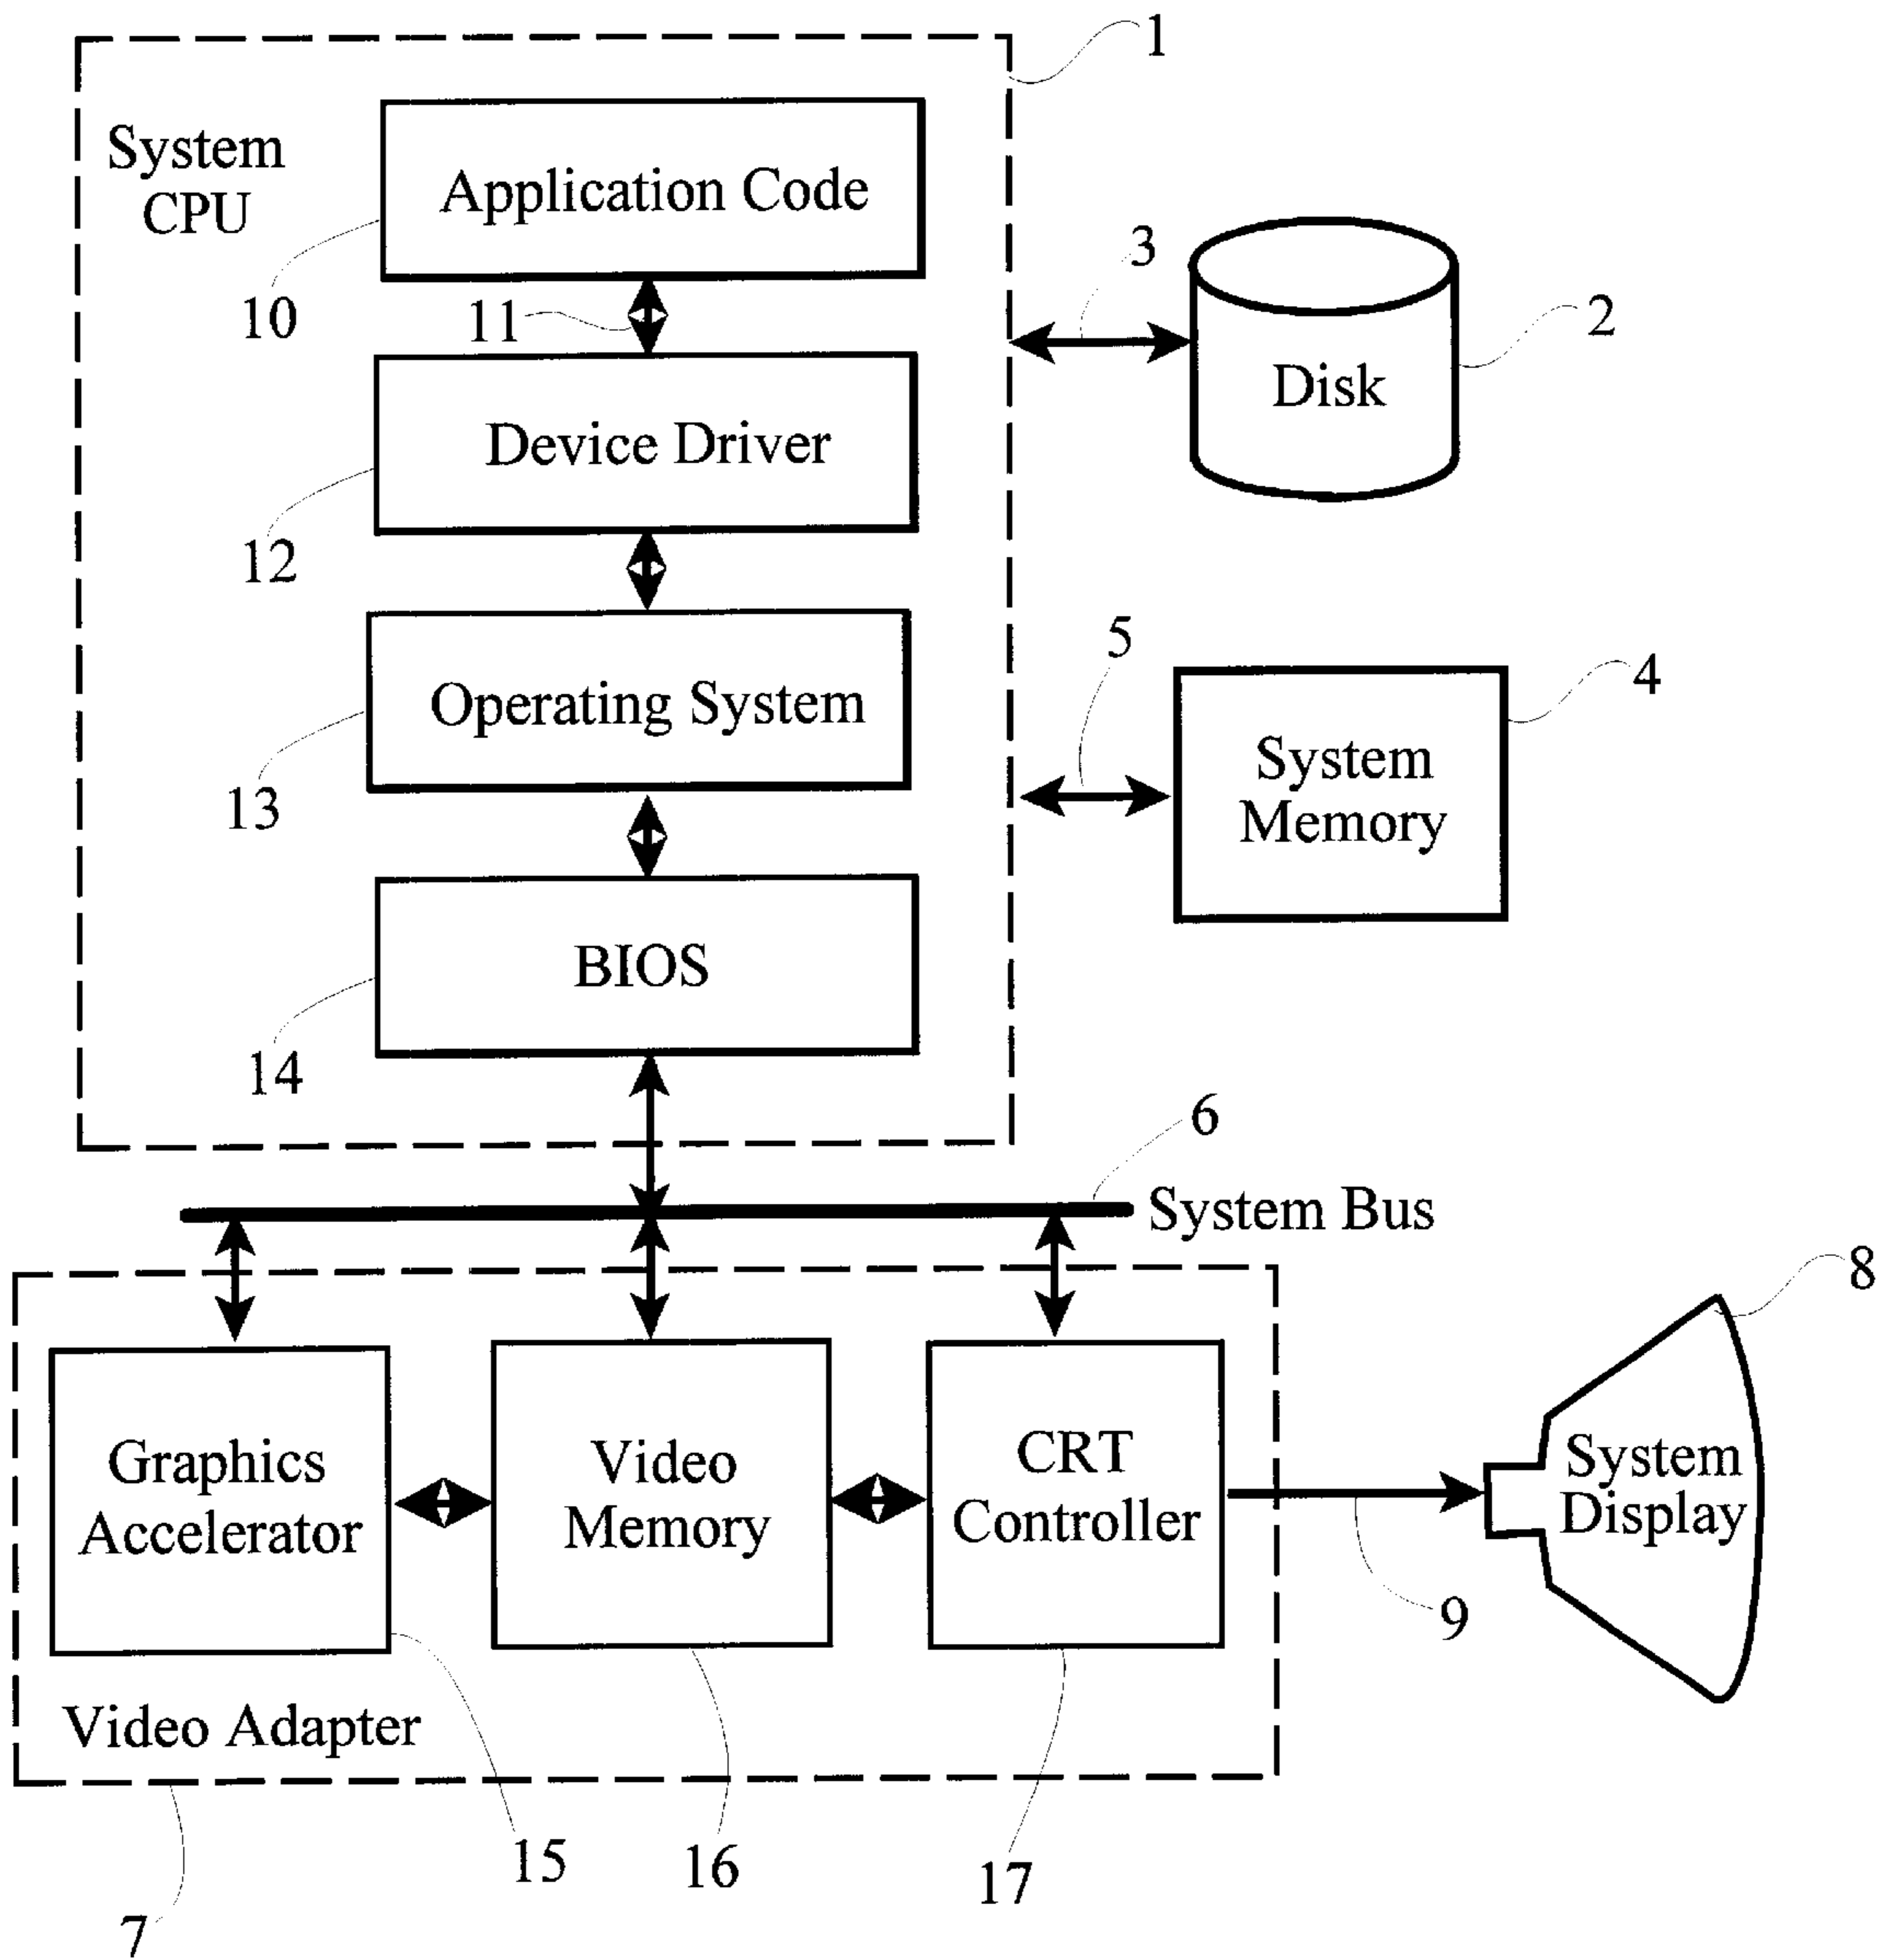 1
System
CPU
Application Code
10
11
3
2
Disk
Device Driver
12
5
4
Operating System
System
Memory
13
BIOS
14
6
System Bus
8
Graphics
Accelerator
Video
Memory
CRT
Controller
System
Display
9
Video Adapter
15
16
17
7